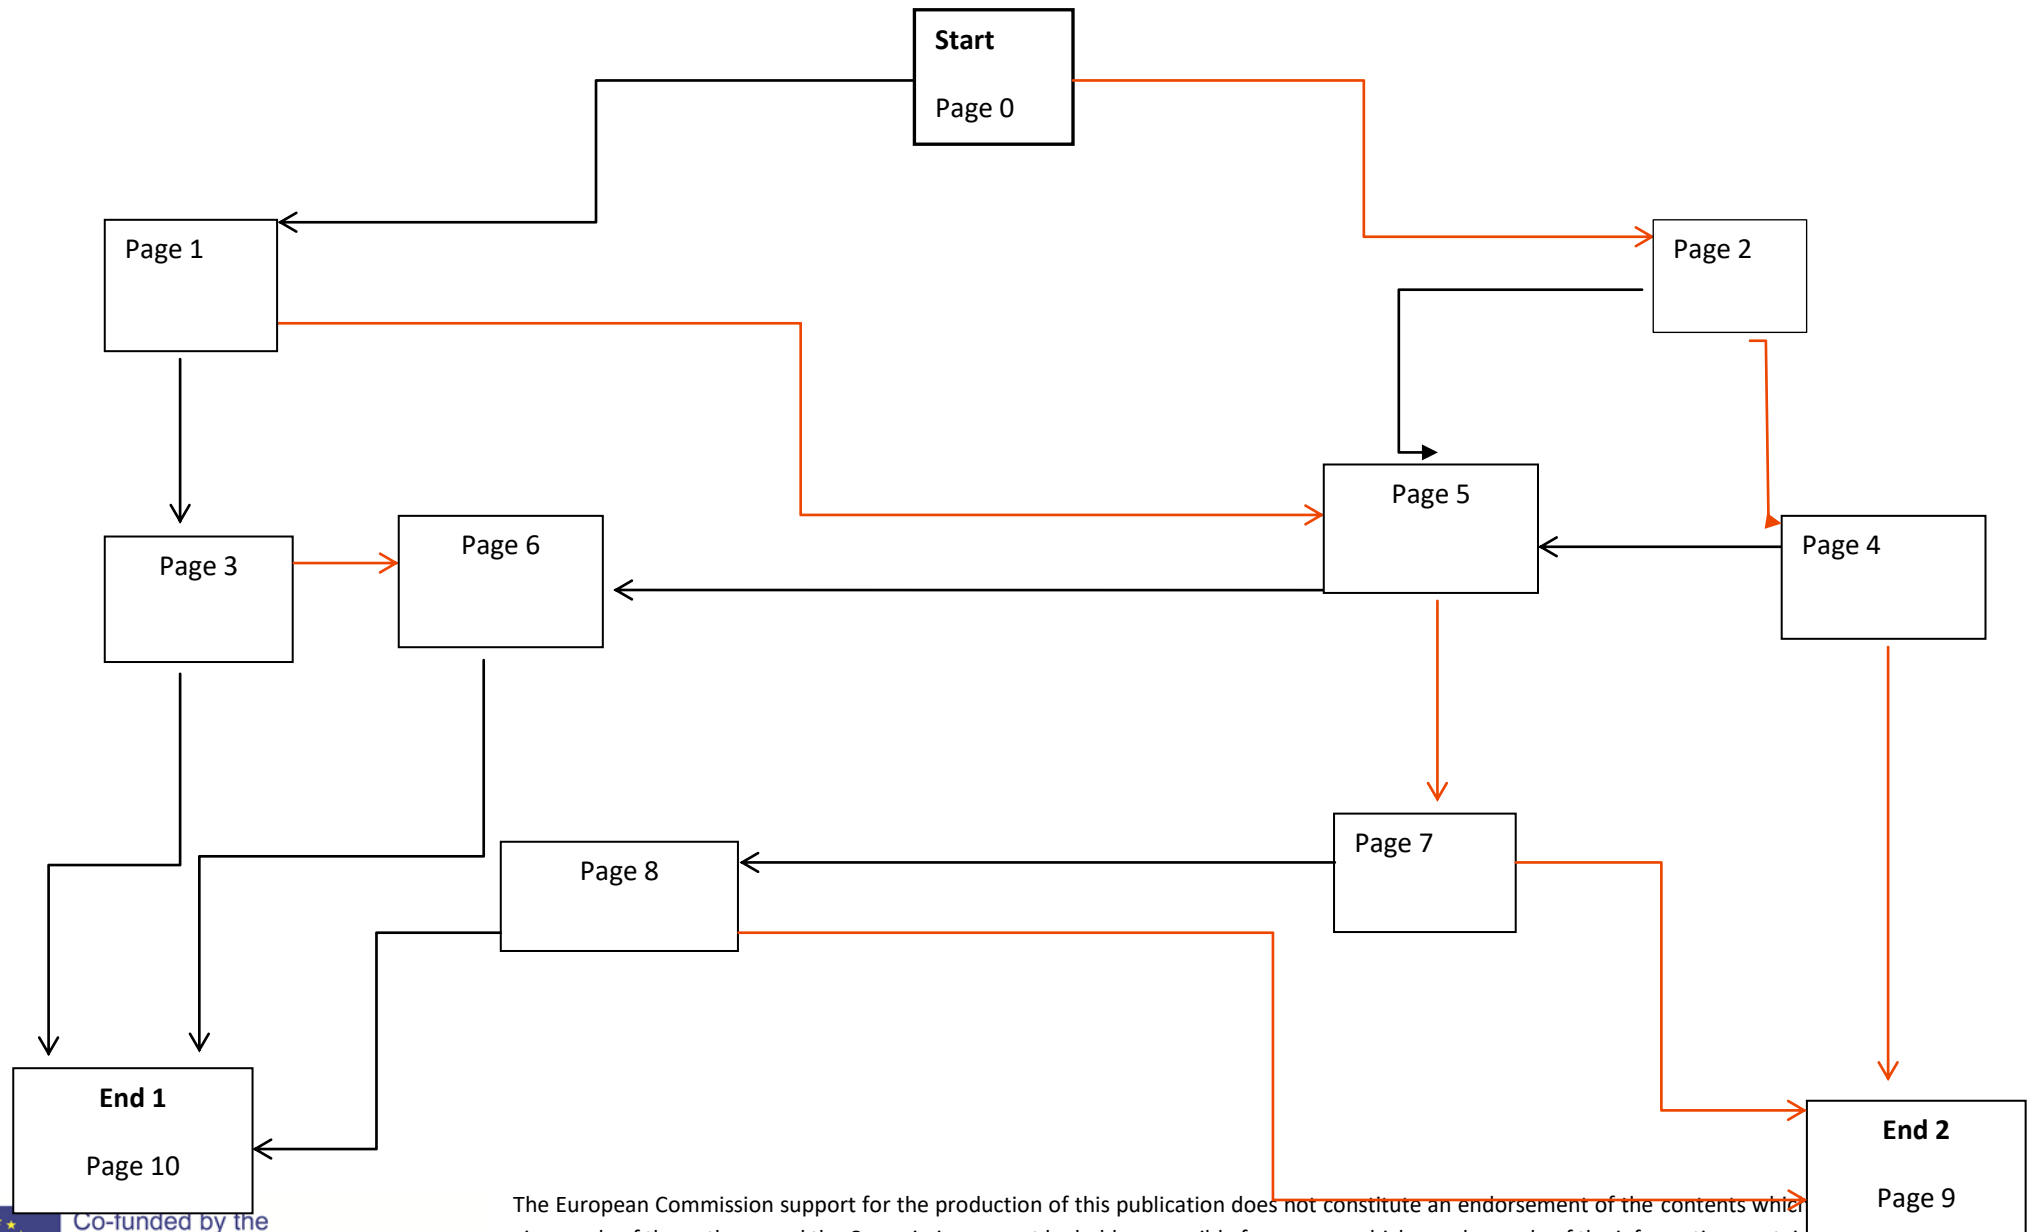 Start
Page 0
Page 1
Page 2
Page 5
Page 6
Page 4
Page 3
Page 7
Page 8
End 1
Page 10
End 2
Page 9
The European Commission support for the production of this publication does not constitute an endorsement of the contents
Co-funded by the